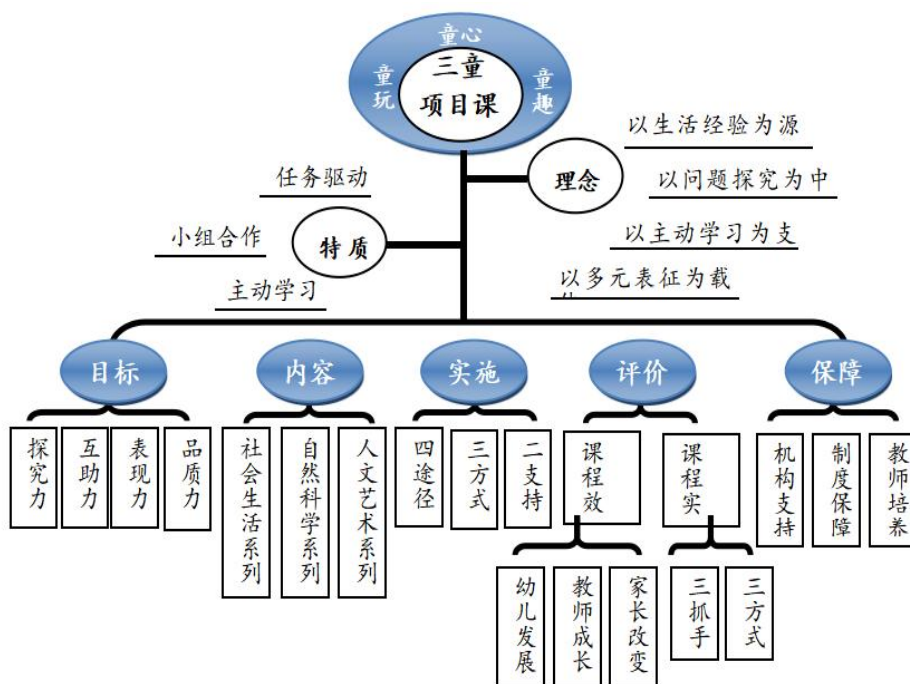 童心
童玩
童趣
三童
项目课
以生活经验为源
理念
以问题探究为中
以主动学习为支
以多元表征为载
任务驱动
小组合作
特质
主动学习
目标
内容
实施
评价
保障
探究力
互助力
表现力
品质力
社会生活系列
自然科学系列
人文艺术系列
四途径
三方式
二支持
课程效
课程实
机构支持
制度保障
教师培养
幼儿发展
教师成长
家长改变
三抓手
三方式